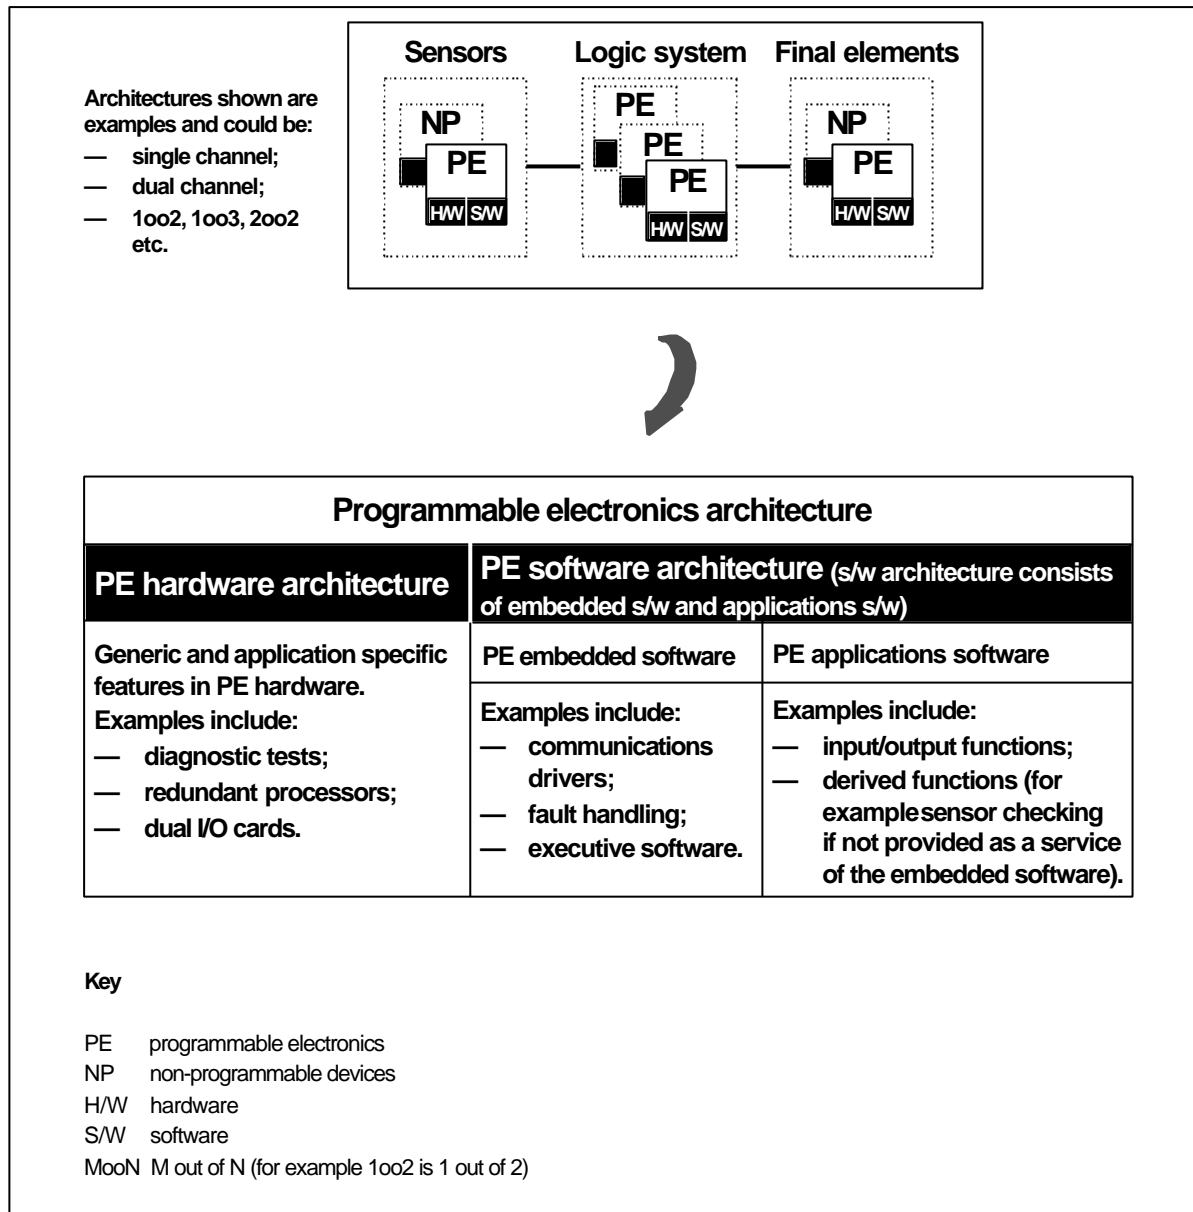 Sensors
Logic system
Final elements
Architectures shown are
examples and could be:
— single channel;
— dual channel;
— 1oo2, 1oo3, 2oo2
etc.
NP
PE
H/W S/W
PE
PE
PE
H/W S/W
NP
PE
H/W S/W
Programmable electronics architecture
PE hardware architecture
PE software architecture (s/w architecture consists
of embedded s/w and applications s/w)
Generic and application specific
features in PE hardware.
Examples include:
— diagnostic tests;
— redundant processors;
— dual I/O cards.
PE embedded software
Examples include:
— communications
drivers;
— fault handling;
— executive software.
PE applications software
Examples include:
— input/output functions;
— derived functions (for
example sensor checking
if not provided as a service
of the embedded software).
Key
PE programmable electronics
NP non-programmable devices
H/W hardware
S/W software
MooN M out of N (for example 1oo2 is 1 out of 2)